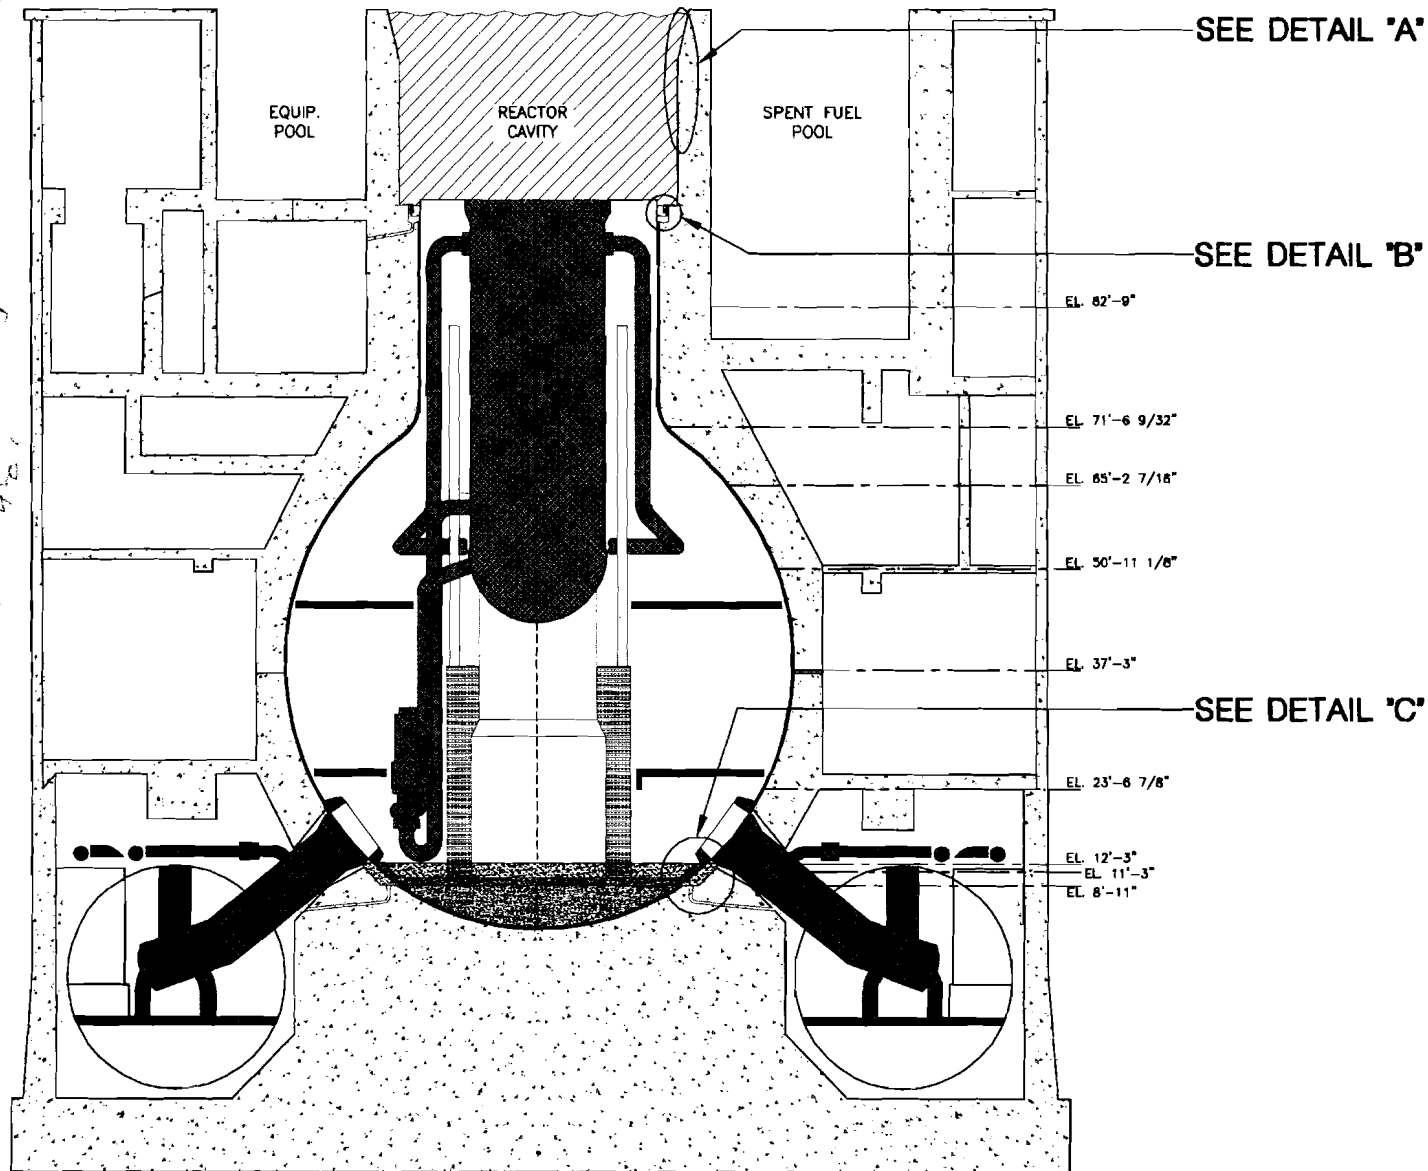 SEE DETAIL "A"
EQUIP.
POOL
REACTOR
CAVITY
SPENT FUEL
POOL
SEE DETAIL "B"
EL. 82'-9"
EL. 71'-6 9/32"
EL. 65'-2 7/16"
EL. 50'-11 1/8"
EL. 37'-3"
SEE DETAIL "C"
EL. 23'-6 7/8"
EL. 12'-3"
EL. 11'-3"
EL. 8'-11"